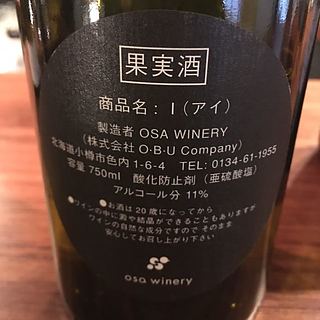 果実酒
商品名： I（アイ）
製造者 OSA WINERY
（株式会社 O・B・U Company）
北海道小樽市色内1-6-4　TEL: 0134-61-1955
容量 750ml　酸化防止剤（亜硫酸塩）
アルコール分 11%
●お酒は20歳になってから
●ワインの中に澱や結晶ができることもありますが
ワインの自然な成分ですので そのまま
安心してお召し上がり下さい
osa winery